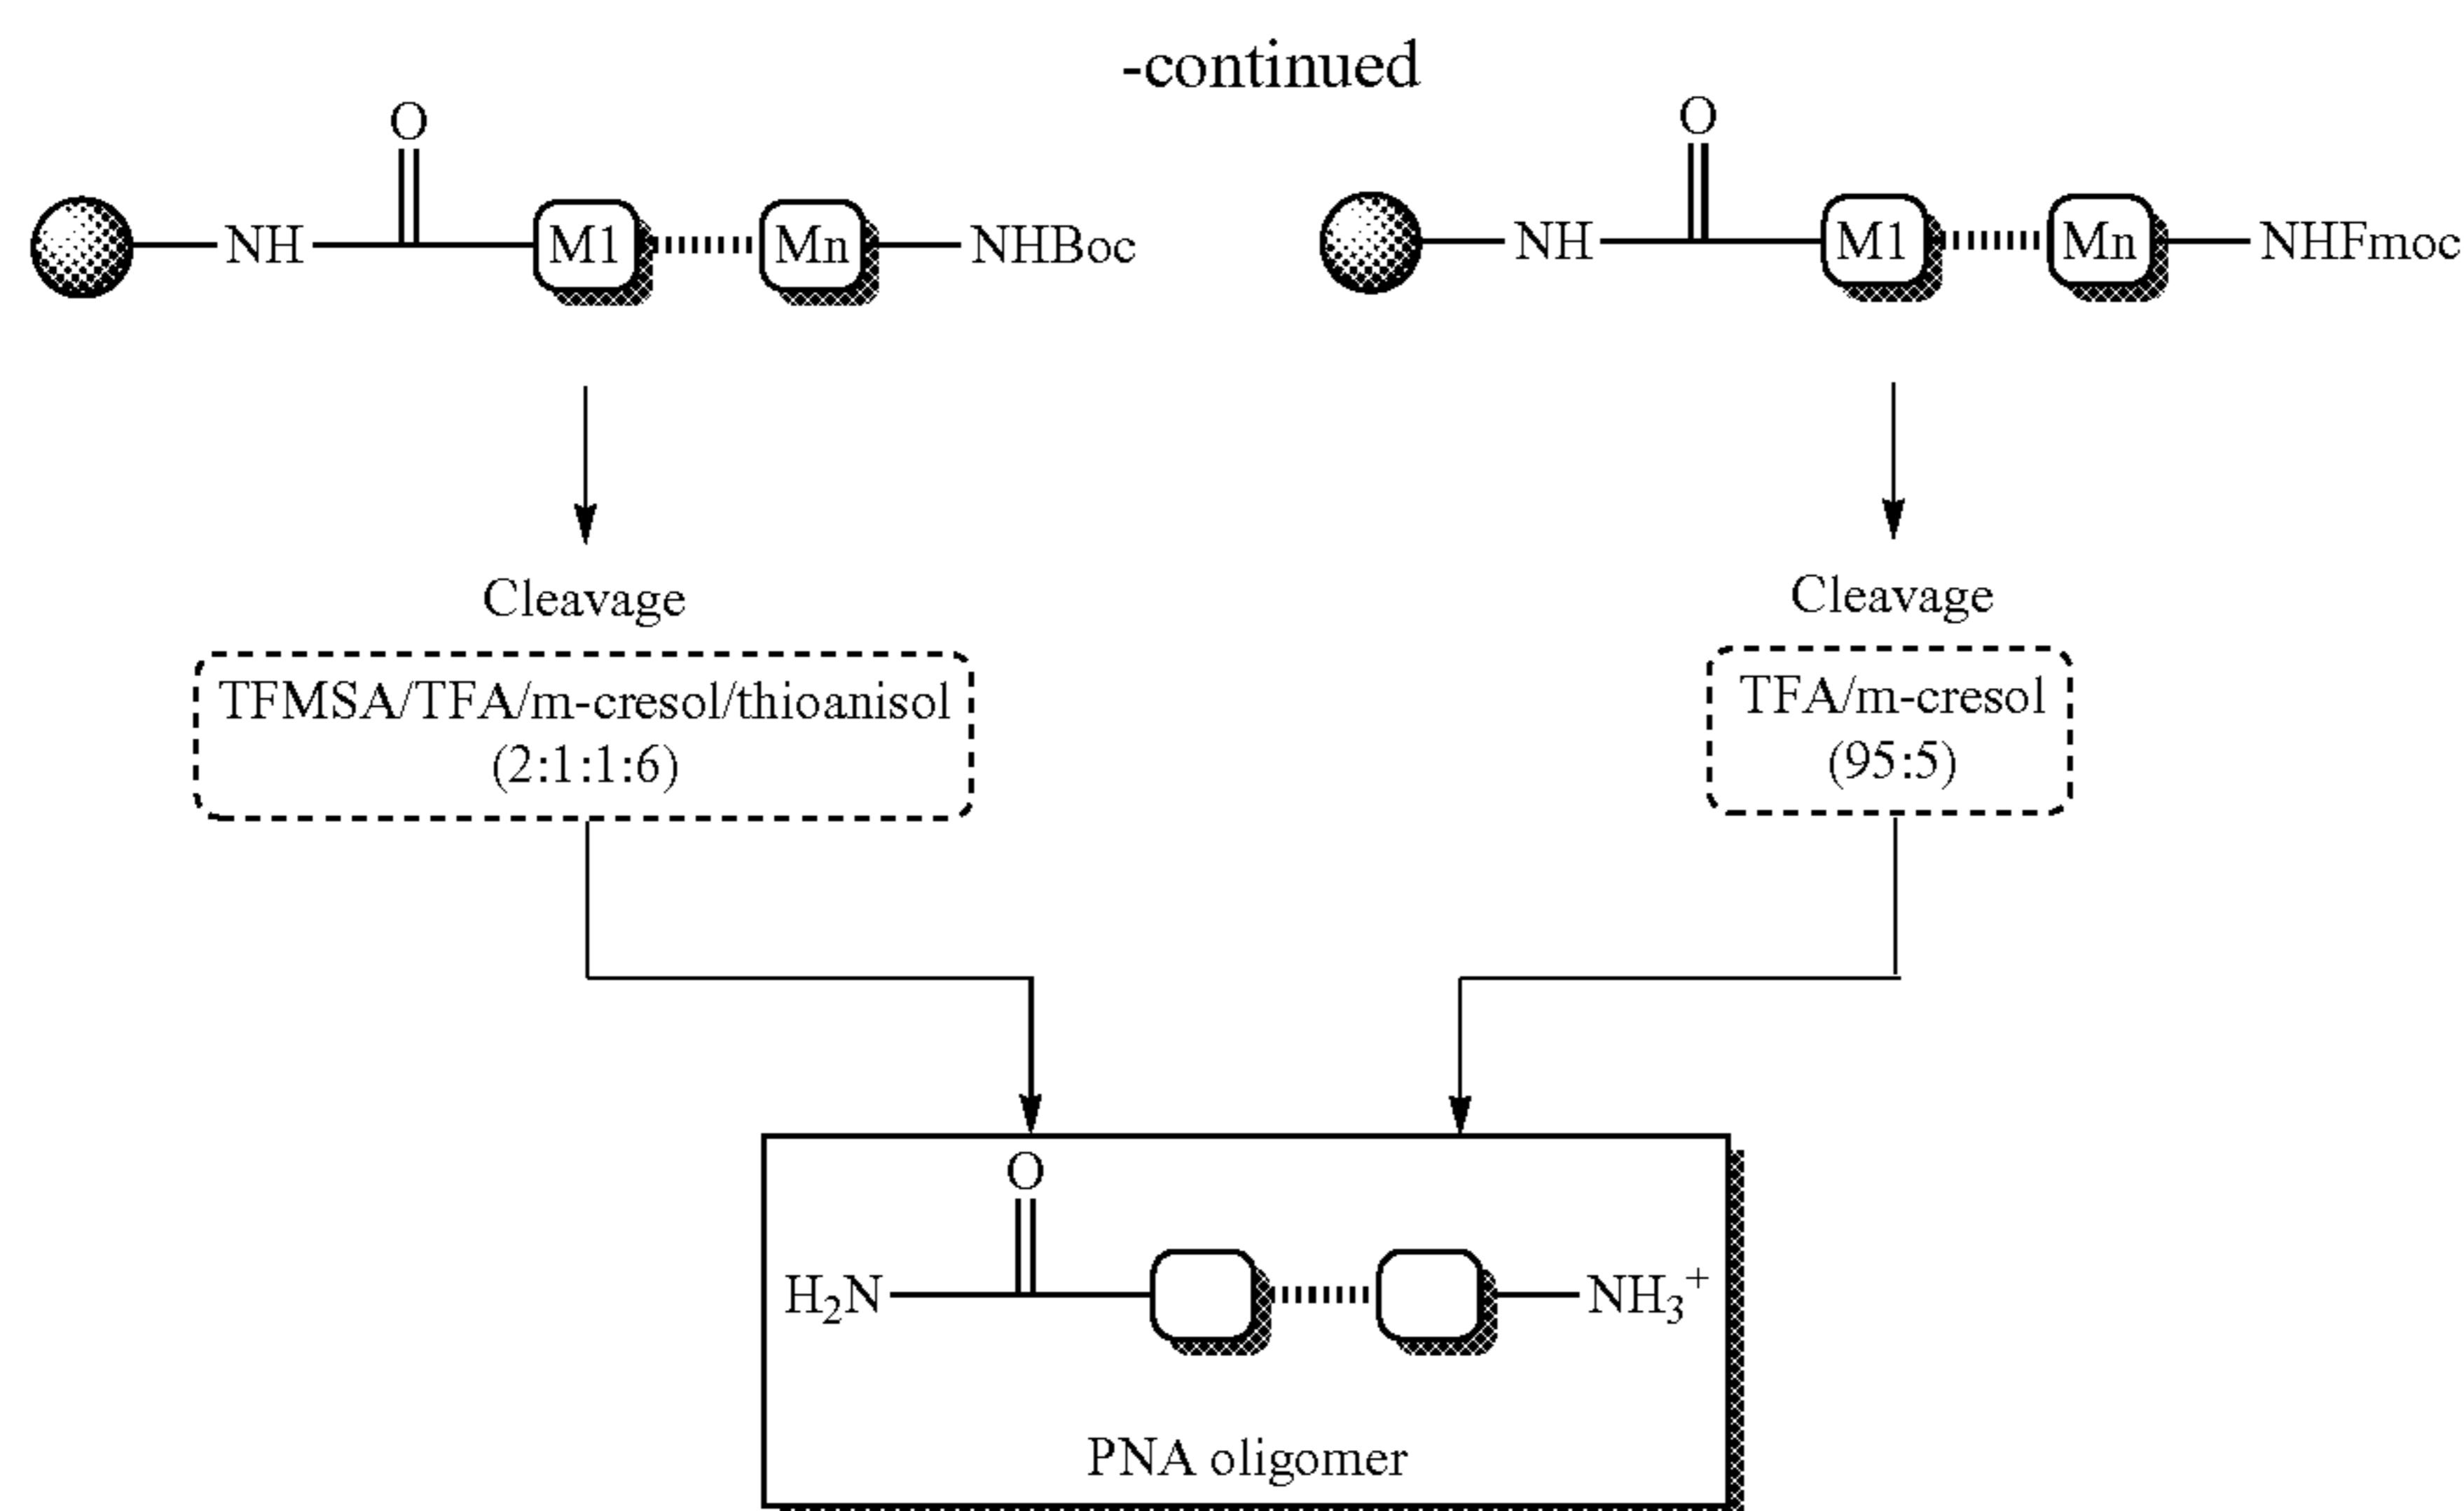 -continued
O
NH M1 Mn NHBoc
O
NH M1 Mn NHFmoc
Cleavage
TFMSA/TFA/m-cresol/thioanisol
(2:1:1:6)
Cleavage
TFA/m-cresol
(95:5)
O
H₂N NH₃⁺
PNA oligomer